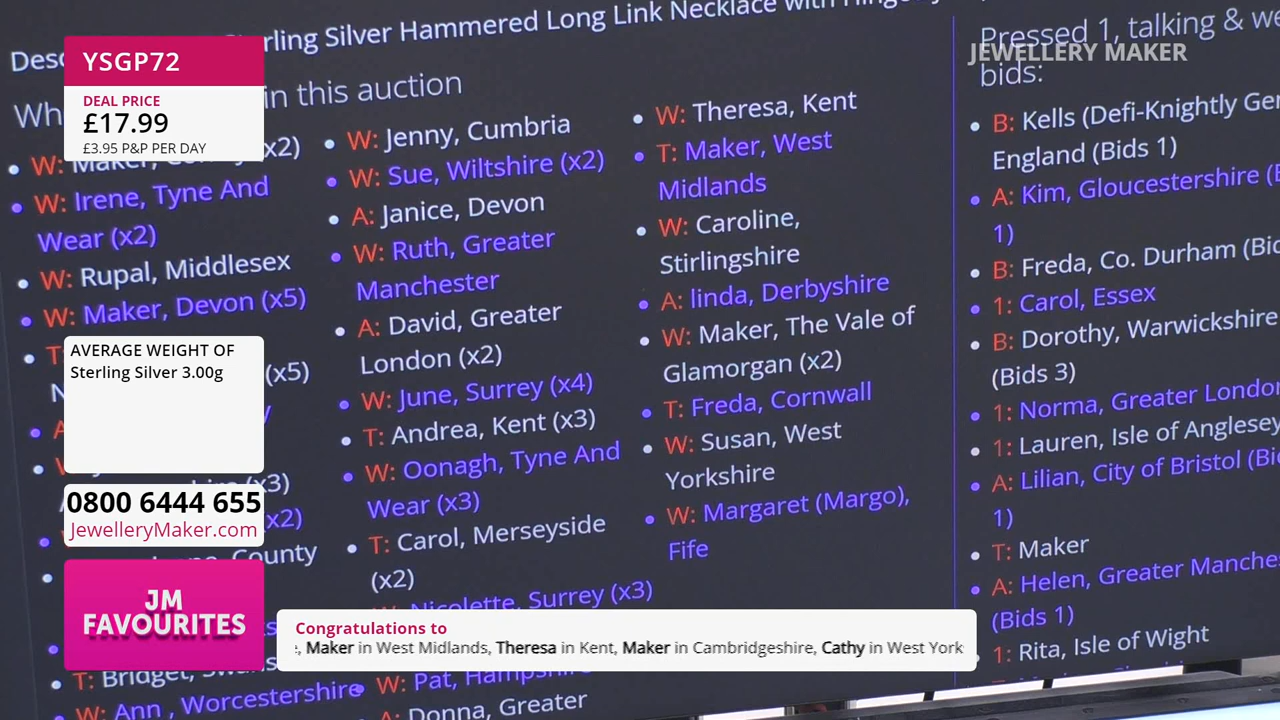 YSGP72
DEAL PRICE
£17.99
£3.95 P&P PER DAY
AVERAGE WEIGHT OF
Sterling Silver 3.00g
0800 6444 655
JewelleryMaker.com
JM
FAVOURITES
JEWELLERY MAKER
Sterling Silver Hammered Long Link Necklace with
in this auction
W: Maker, (x2)
W: Irene, Tyne And
Wear (x2)
W: Rupal, Middlesex
W: Maker, Devon (x5)
(x5)
(x3)
(x2)
County
T: Bridget,
W: Ann , Worcestershire
W: Jenny, Cumbria
W: Sue, Wiltshire (x2)
A: Janice, Devon
W: Ruth, Greater
Manchester
A: David, Greater
London (x2)
W: June, Surrey (x4)
T: Andrea, Kent (x3)
W: Oonagh, Tyne And
Wear (x3)
T: Carol, Merseyside
(x2)
W: Nicolette, Surrey (x3)
W: Pat, Hampshire
A: Donna, Greater
W: Theresa, Kent
T: Maker, West
Midlands
W: Caroline,
Stirlingshire
A: linda, Derbyshire
W: Maker, The Vale of
Glamorgan (x2)
T: Freda, Cornwall
W: Susan, West
Yorkshire
W: Margaret (Margo),
Fife
Pressed 1, talking & we
bids:
B: Kells (Defi-Knightly Ge
England (Bids 1)
A: Kim, Gloucestershire (B
1)
B: Freda, Co. Durham (Bid
1: Carol, Essex
B: Dorothy, Warwickshire
(Bids 3)
1: Norma, Greater London
1: Lauren, Isle of Anglesey
A: Lilian, City of Bristol (Bi
1)
T: Maker
A: Helen, Greater Manches
(Bids 1)
1: Rita, Isle of Wight
Congratulations to
, Maker in West Midlands, Theresa in Kent, Maker in Cambridgeshire, Cathy in West York